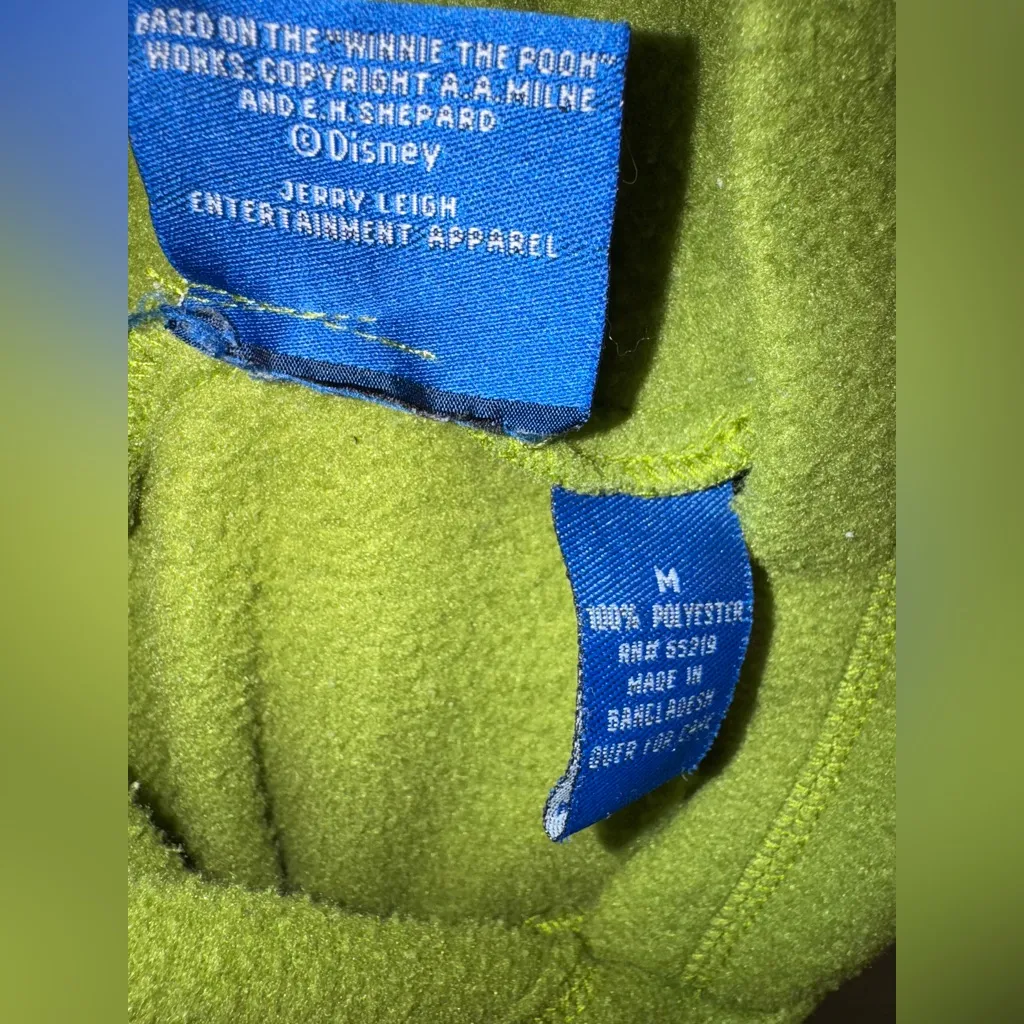 BASED ON THE "WINNIE THE POOH"
WORKS. COPYRIGHT A.A.MILNE
AND E.H.SHEPARD
©Disney
JERRY LEIGH
ENTERTAINMENT APPAREL
M
100% POLYESTER
RN# 55219
MADE IN
BANGLADESH
OVER FOR CARE